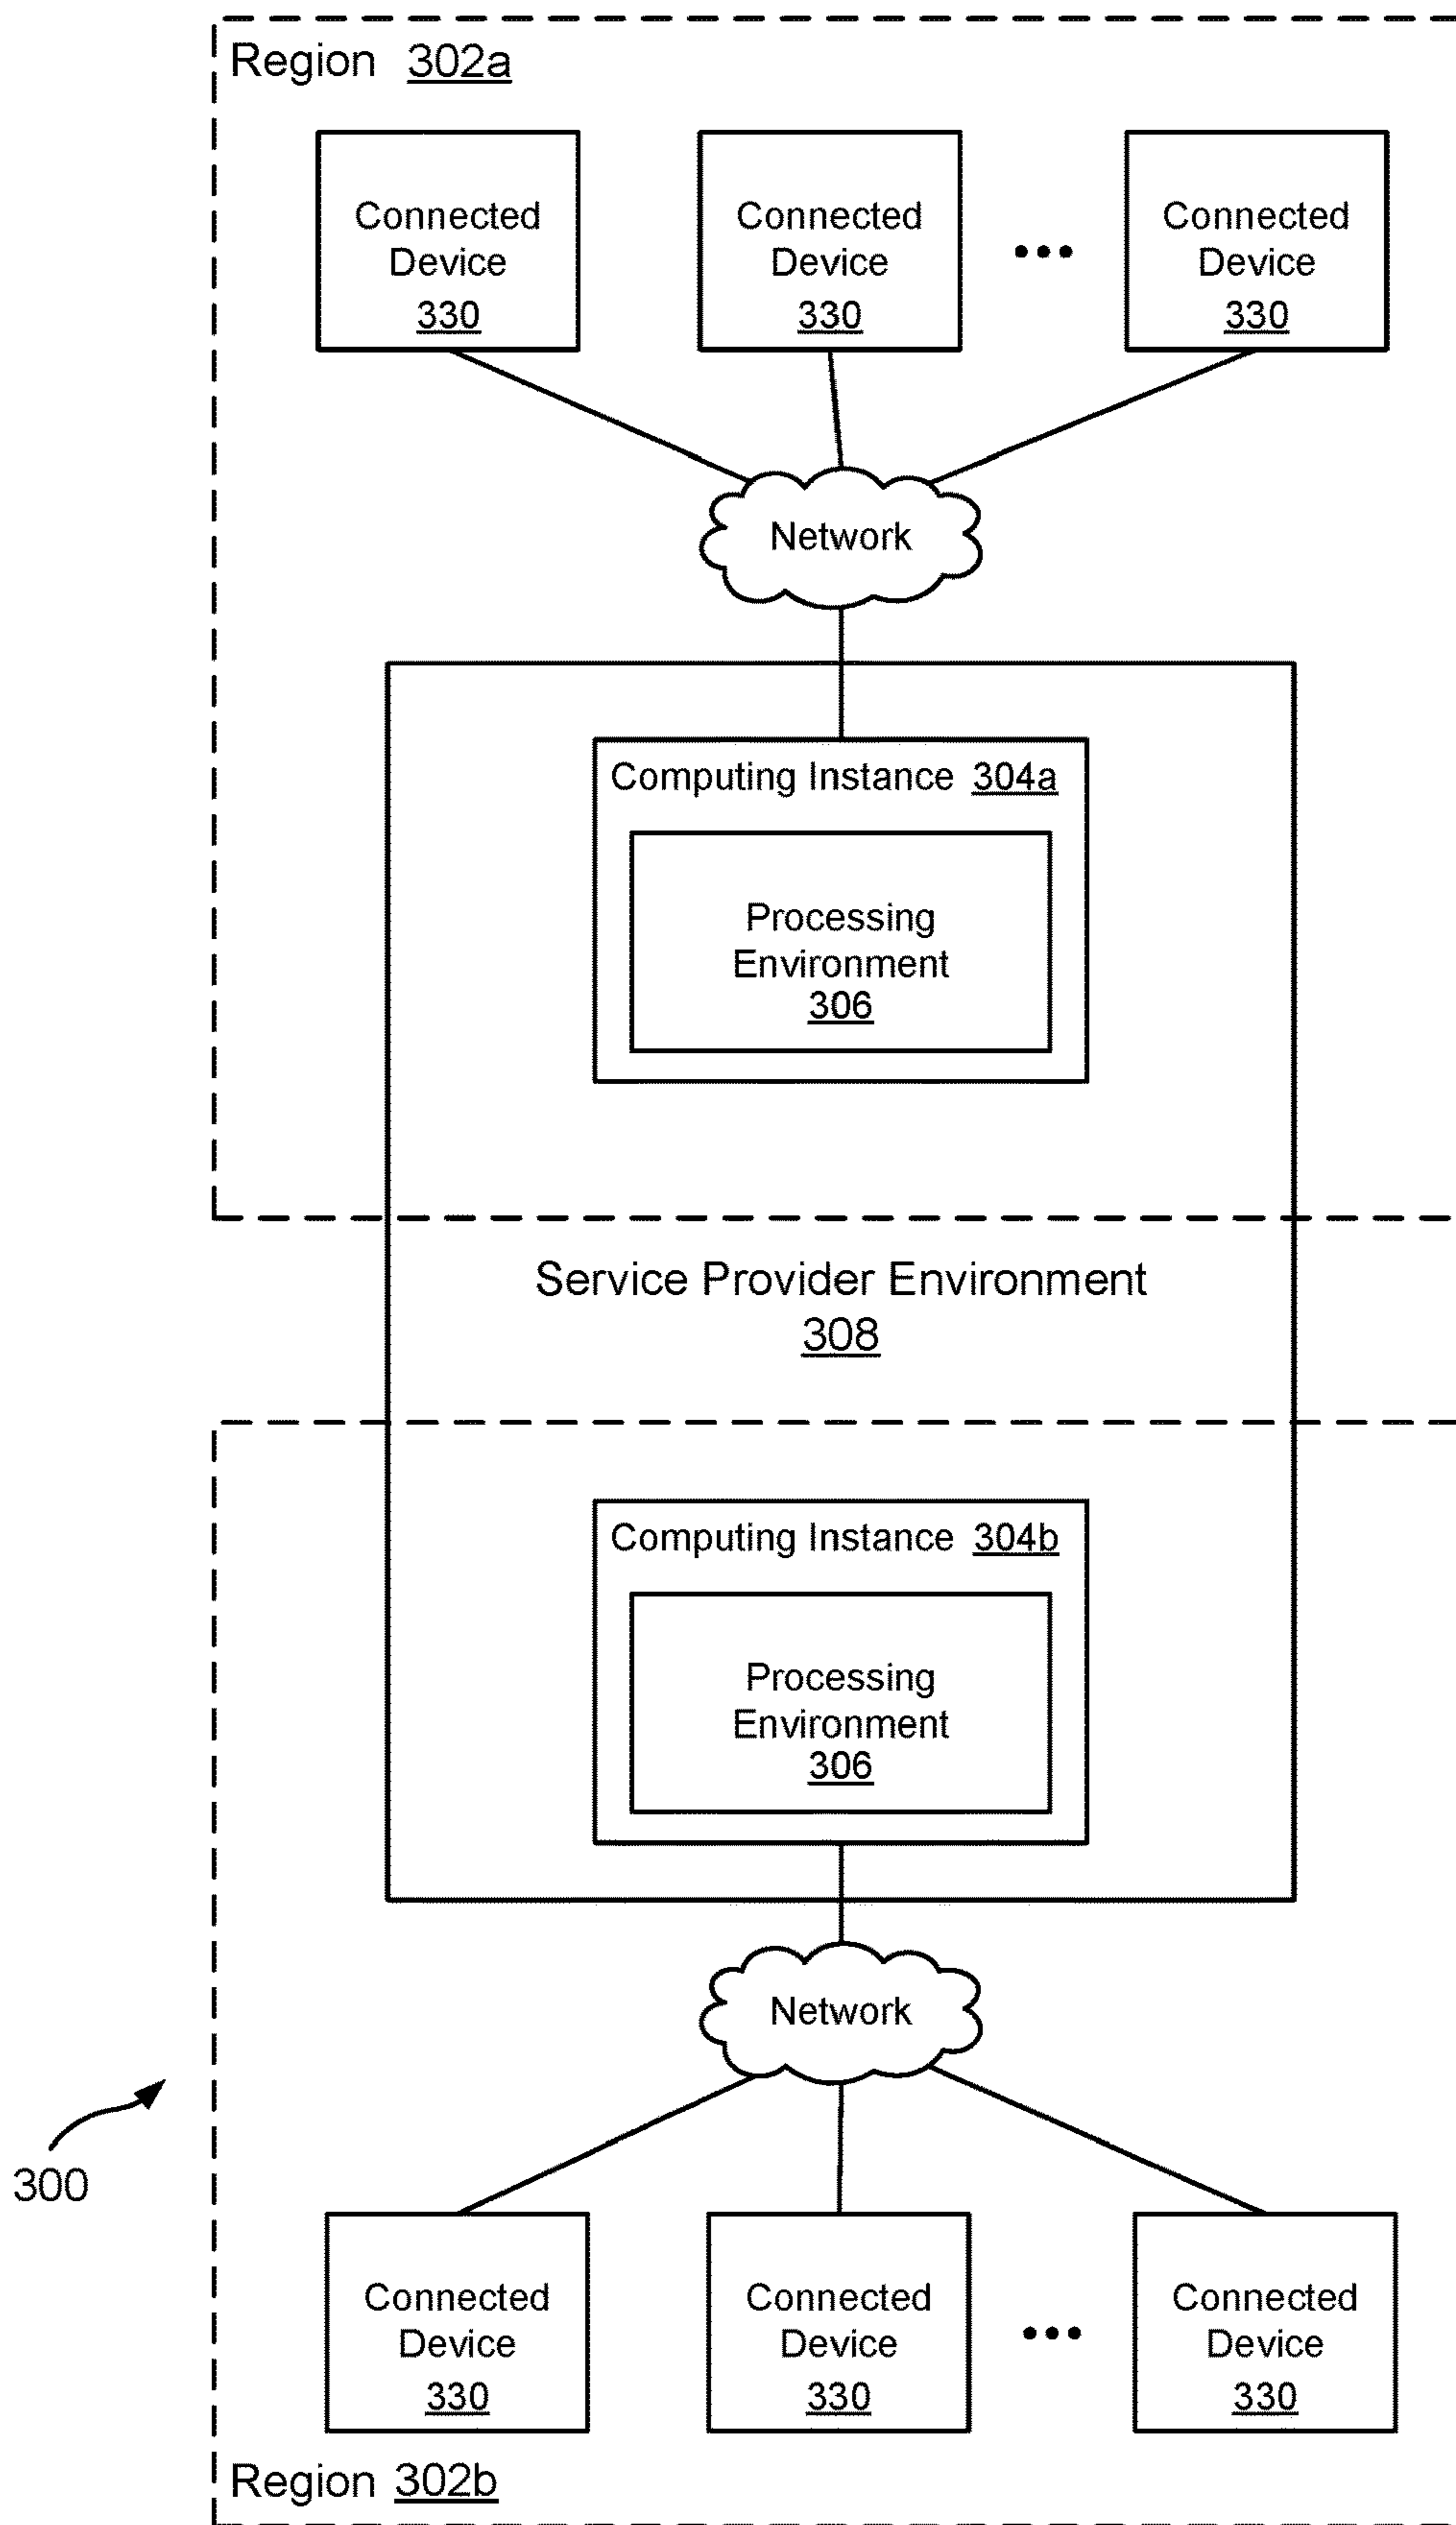 Region 302a
Connected
Device
330
Connected
Device
330
Connected
Device
330
Network
Computing Instance 304a
Processing
Environment
306
Service Provider Environment
308
Computing Instance 304b
Processing
Environment
306
Network
300
Connected
Device
330
Connected
Device
330
Connected
Device
330
Region 302b